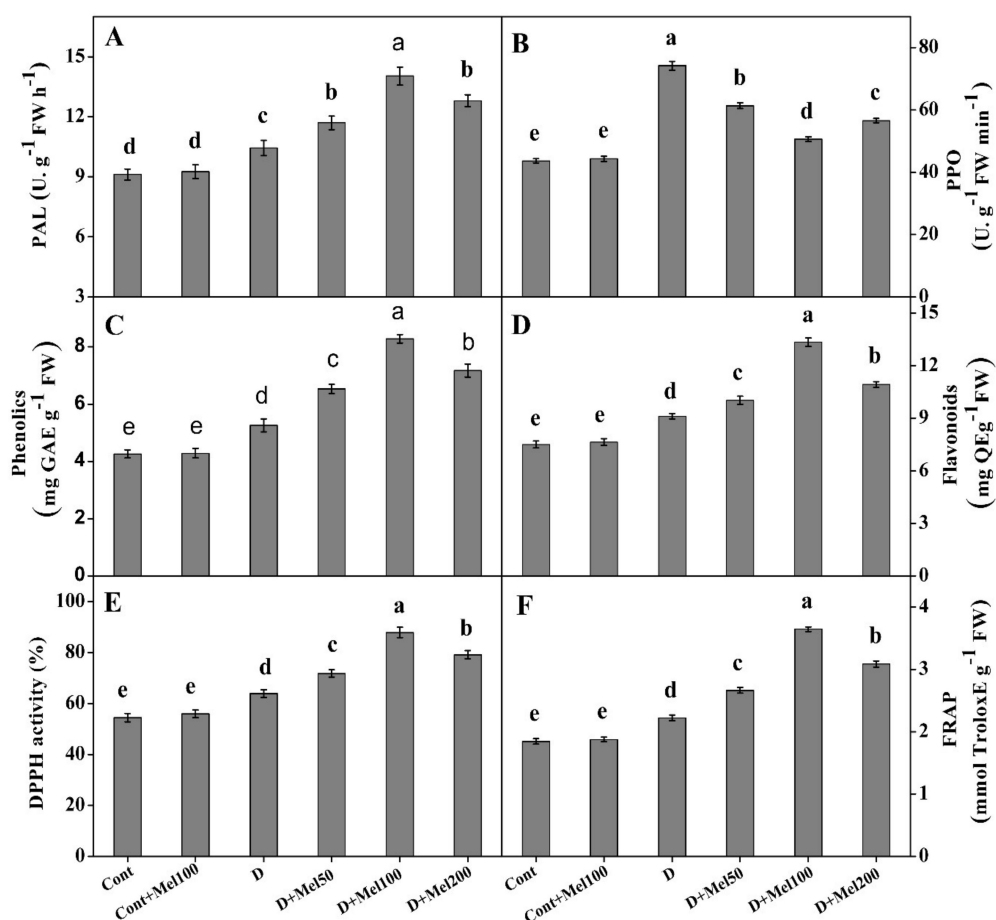 A
PAL (U. g-1 FW h-1)
15
12
9
6
3
d
d
c
b
a
b
B
PPO
(U. g-1 FW min-1)
80
60
40
20
0
e
e
a
b
d
c
C
Phenolics
(mg GAE g-1 FW)
8
6
4
2
0
e
e
d
c
a
b
D
Flavonoids
(mg QEg-1FW)
15
12
9
6
3
0
e
e
d
c
a
b
E
DPPH activity (%)
100
80
60
40
20
0
e
e
d
c
a
b
F
FRAP
(mmol TroloxE g-1 FW)
4
3
2
1
0
e
e
d
c
a
b
Cont
Cont+Mel100
D
D+Mel50
D+Mel100
D+Mel200
Cont
Cont+Mel100
D
D+Mel50
D+Mel100
D+Mel200